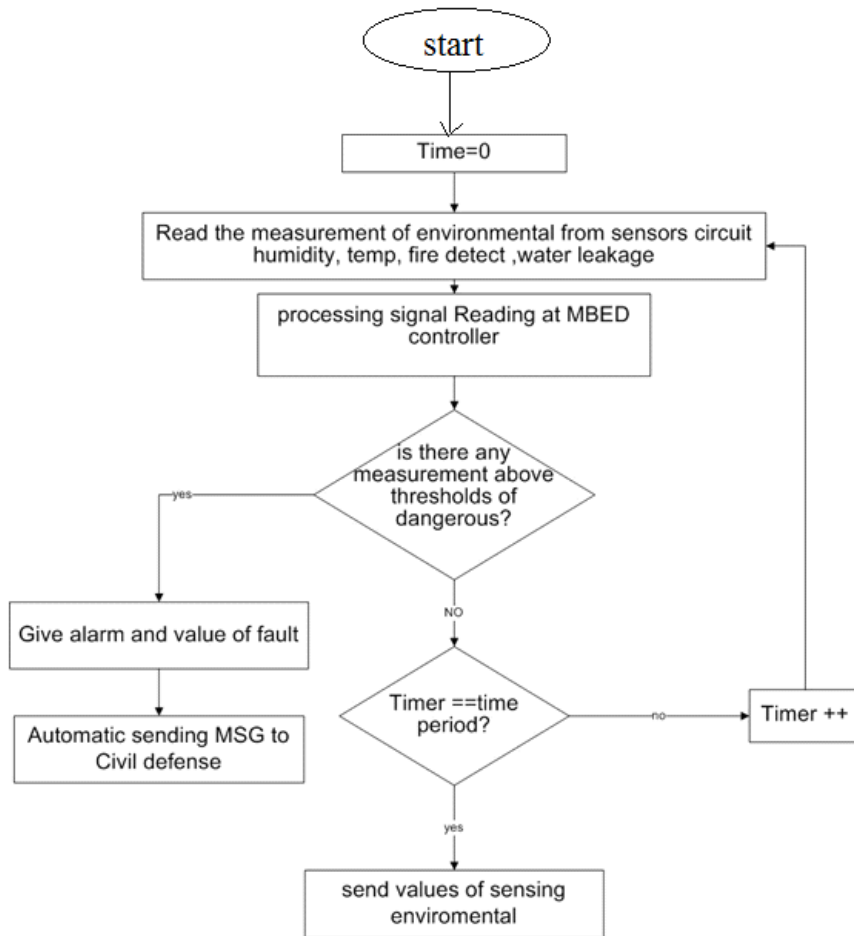 start
Time=0
Read the measurement of environmental from sensors circuit
humidity, temp, fire detect ,water leakage
processing signal Reading at MBED
controller
is there any
measurement above
thresholds of
dangerous?
yes
Give alarm and value of fault
Automatic sending MSG to
Civil defense
NO
Timer ==time
period?
no
Timer ++
yes
send values of sensing
enviromental